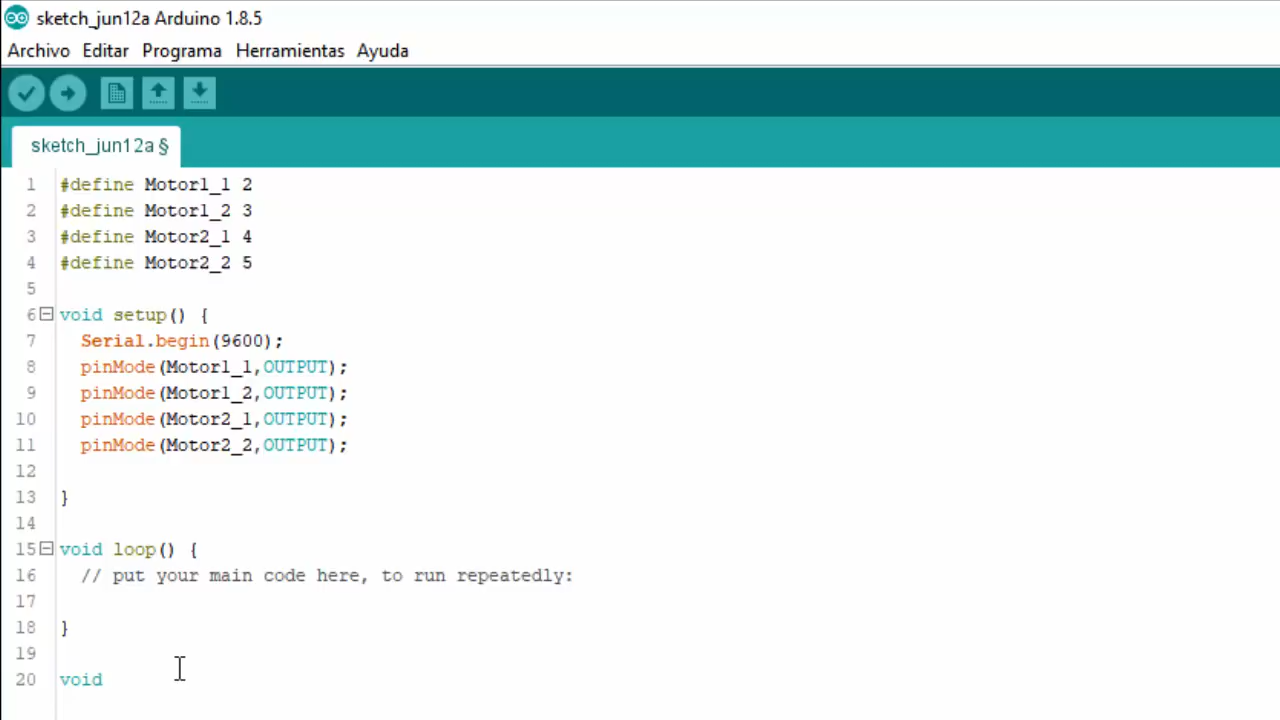 sketch_jun12a Arduino 1.8.5
Archivo Editar Programa Herramientas Ayuda
sketch_jun12a §
1 #define Motor1_1 2
2 #define Motor1_2 3
3 #define Motor2_1 4
4 #define Motor2_2 5
5
6 void setup() {
7 Serial.begin(9600);
8 pinMode(Motor1_1,OUTPUT);
9 pinMode(Motor1_2,OUTPUT);
10 pinMode(Motor2_1,OUTPUT);
11 pinMode(Motor2_2,OUTPUT);
12
13 }
14
15 void loop() {
16 // put your main code here, to run repeatedly:
17
18 }
19
20 void